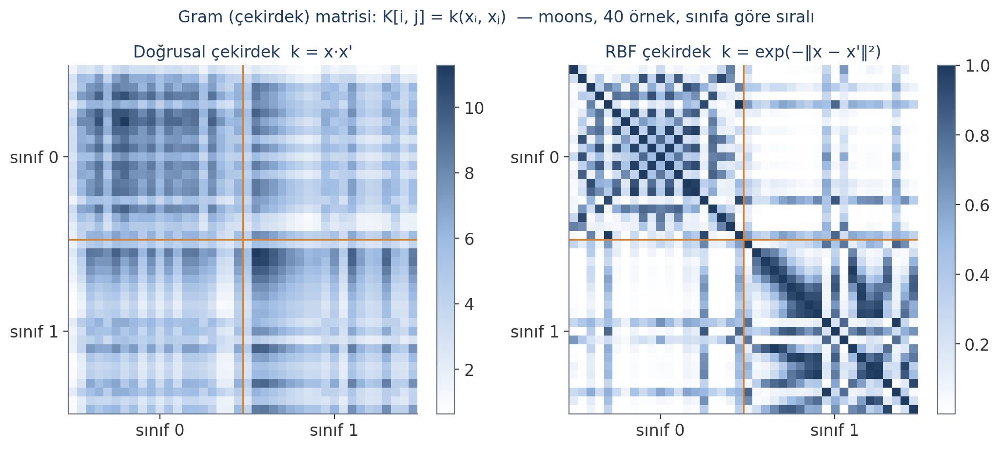 Gram (çekirdek) matrisi: K[i, j] = k(xᵢ, xⱼ) — moons, 40 örnek, sınıfa göre sıralı
Doğrusal çekirdek k = x·x'
sınıf 0
sınıf 1
sınıf 0
sınıf 1
10
8
6
4
2
RBF çekirdek k = exp(−‖x − x'‖²)
sınıf 0
sınıf 1
sınıf 0
sınıf 1
1.0
0.8
0.6
0.4
0.2